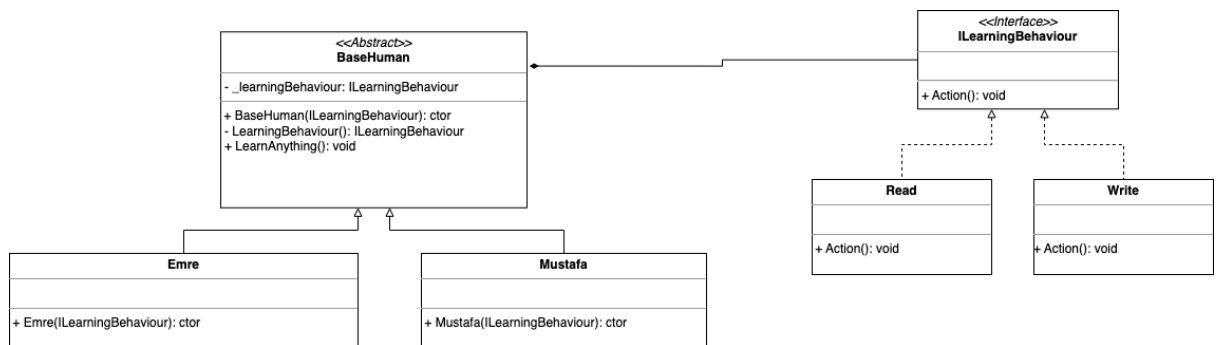 <<Abstract>>
BaseHuman
- _learningBehaviour: ILearningBehaviour
+ BaseHuman(ILearningBehaviour): ctor
- LearningBehaviour(): ILearningBehaviour
+ LearnAnything(): void
<<Interface>>
ILearningBehaviour
+ Action(): void
Read
+ Action(): void
Write
+ Action(): void
Emre
+ Emre(ILearningBehaviour): ctor
Mustafa
+ Mustafa(ILearningBehaviour): ctor